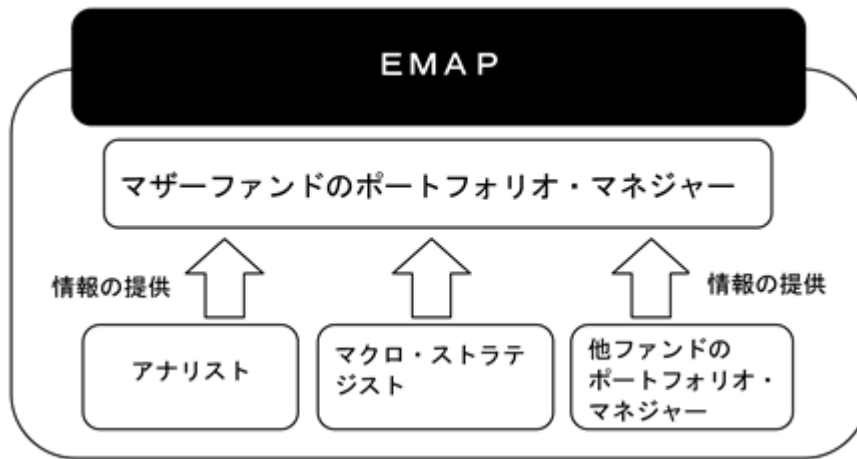 ＥＭＡＰ
マザーファンドのポートフォリオ・マネジャー
情報の提供
情報の提供
アナリスト
マクロ・ストラテ
ジスト
他ファンドの
ポートフォリオ・
マネジャー